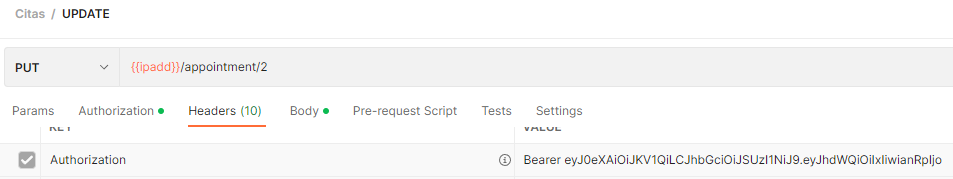 Citas / UPDATE
PUT {{ipadd}}/appointment/2
Params Authorization Headers (10) Body Pre-request Script Tests Settings
KEY VALUE
Authorization Bearer eyJ0eXAiOiJKV1QiLCJhbGciOiJSUzI1NiJ9.eyJhdWQiOiIxIiwianRpIjo